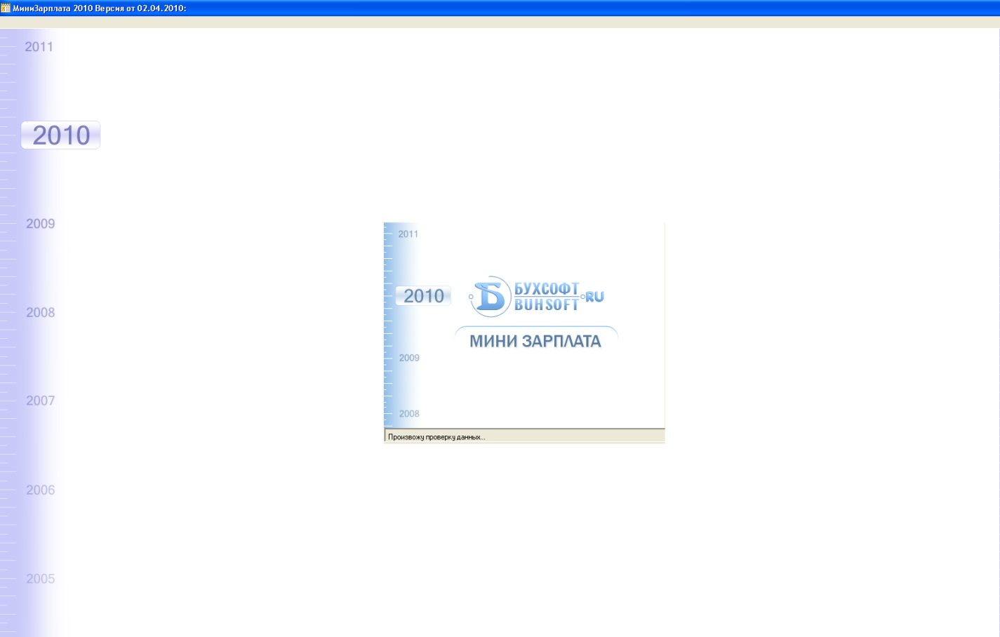 МиниЗарплата 2010 Версия от 02.04.2010:
2011
2010
2009
2008
2007
2006
2005
2011
2010
БУХСОФТ
BUHSOFT
.RU
МИНИ ЗАРПЛАТА
2009
2008
Произвожу проверку данных...